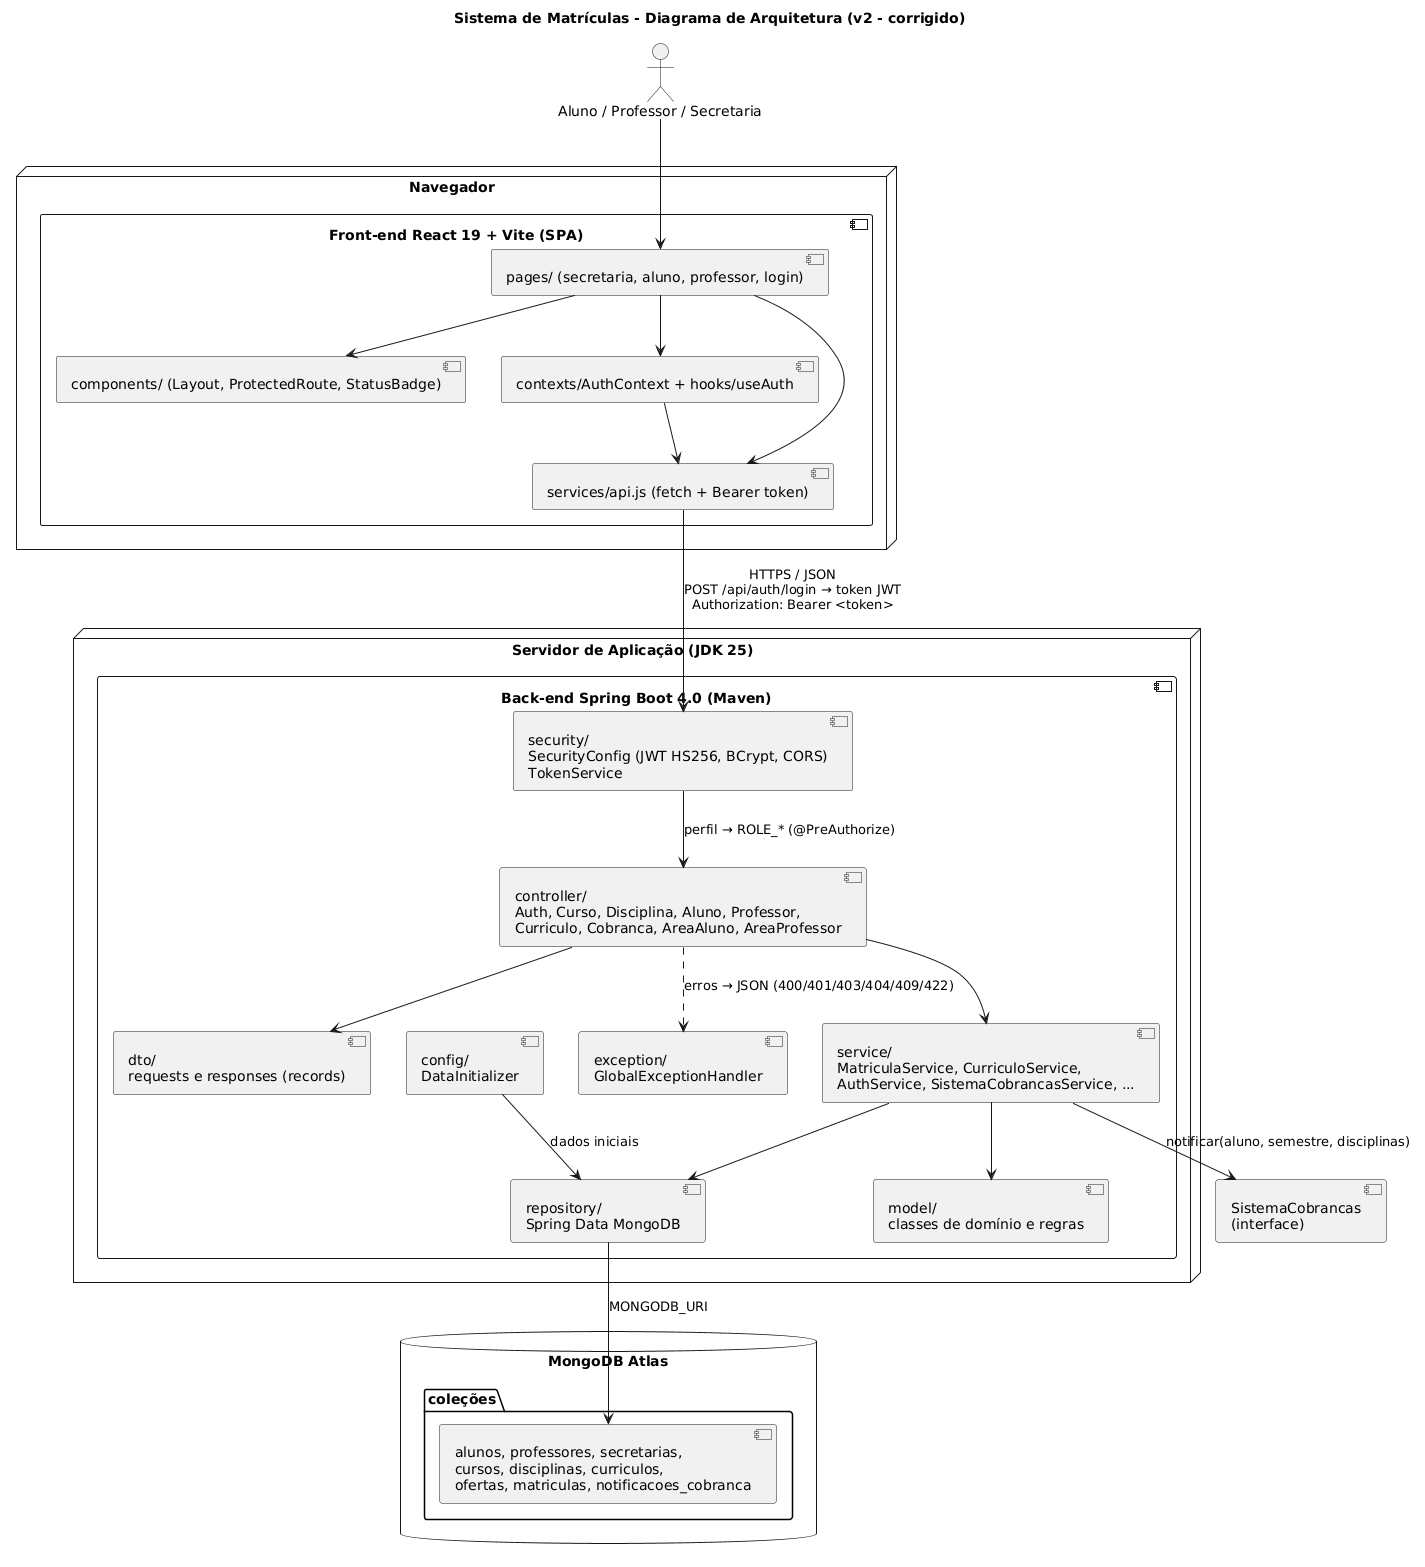 Sistema de Matrículas - Diagrama de Arquitetura (v2 - corrigido)
Aluno / Professor / Secretaria
Navegador
Front-end React 19 + Vite (SPA)
pages/ (secretaria, aluno, professor, login)
components/ (Layout, ProtectedRoute, StatusBadge)
contexts/AuthContext + hooks/useAuth
services/api.js (fetch + Bearer token)
HTTPS / JSON
POST /api/auth/login → token JWT
Authorization: Bearer <token>
Servidor de Aplicação (JDK 25)
Back-end Spring Boot 4.0 (Maven)
security/
SecurityConfig (JWT HS256, BCrypt, CORS)
TokenService
perfil → ROLE_* (@PreAuthorize)
controller/
Auth, Curso, Disciplina, Aluno, Professor,
Curriculo, Cobranca, AreaAluno, AreaProfessor
erros → JSON (400/401/403/404/409/422)
dto/
requests e responses (records)
config/
DataInitializer
exception/
GlobalExceptionHandler
service/
MatriculaService, CurriculoService,
AuthService, SistemaCobrancasService, ...
dados iniciais
notificar(aluno, semestre, disciplinas)
repository/
Spring Data MongoDB
model/
classes de domínio e regras
SistemaCobrancas
(interface)
MONGODB_URI
MongoDB Atlas
coleções
alunos, professores, secretarias,
cursos, disciplinas, curriculos,
ofertas, matriculas, notificacoes_cobranca